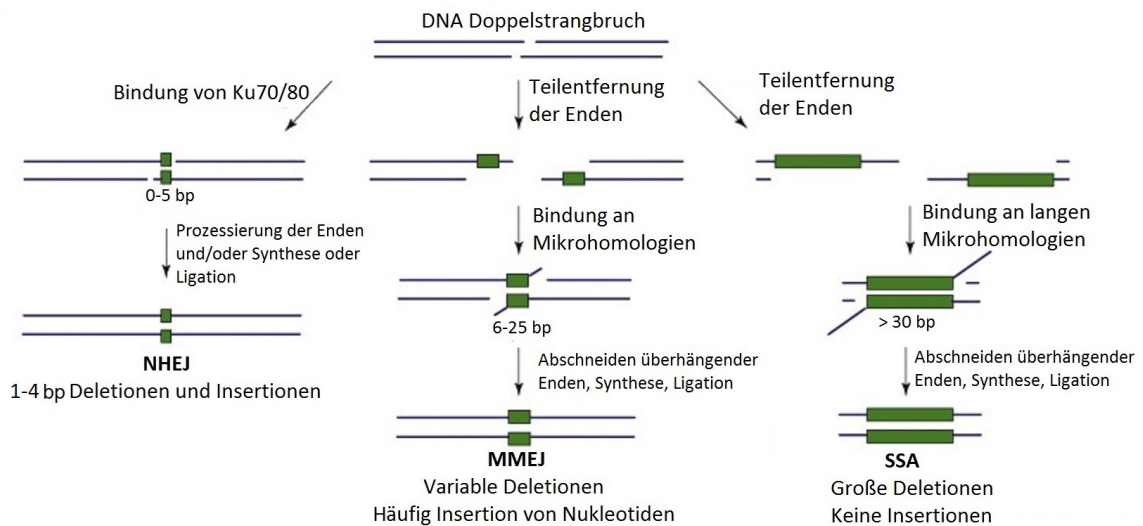 DNA Doppelstrangbruch
Bindung von Ku70/80
Teilentfernung
der Enden
Teilentfernung
der Enden
0-5 bp
Prozessierung der Enden
und/oder Synthese oder
Ligation
NHEJ
1-4 bp Deletionen und Insertionen
Bindung an
Mikrohomologien
6-25 bp
Abschneiden überhängender
Enden, Synthese, Ligation
MMEJ
Variable Deletionen
Häufig Insertion von Nukleotiden
Bindung an langen
Mikrohomologien
> 30 bp
Abschneiden überhängender
Enden, Synthese, Ligation
SSA
Große Deletionen
Keine Insertionen